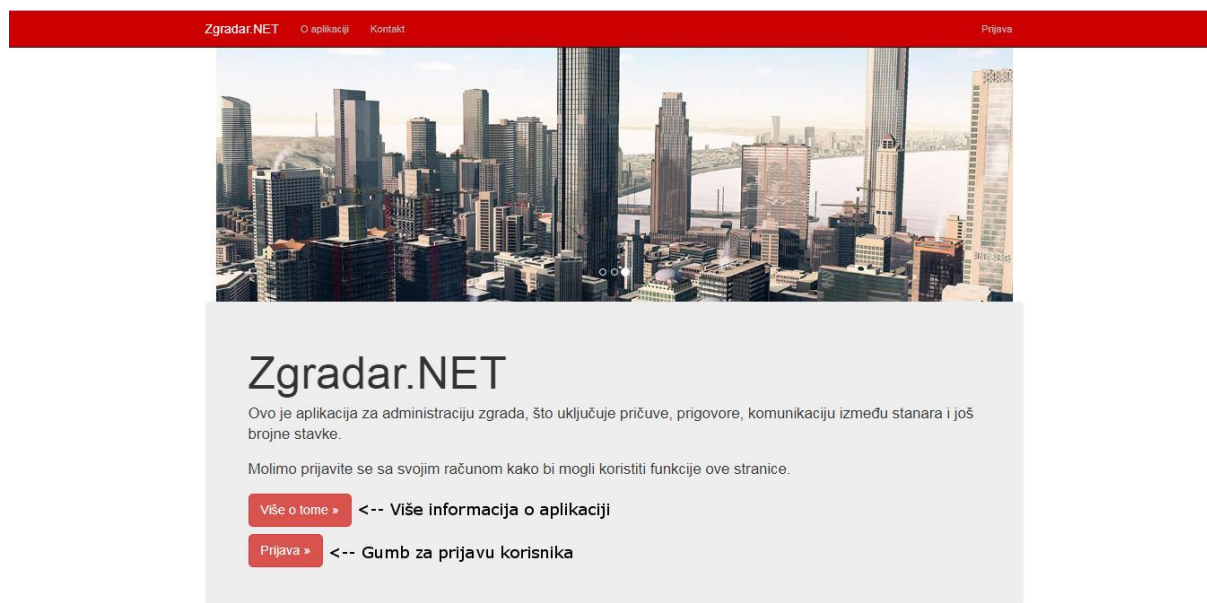 Zgradar.NET O aplikaciji Kontakt Prijava
Zgradar.NET
Ovo je aplikacija za administraciju zgrada, što uključuje pričuve, prigovore, komunikaciju između stanara i još
brojne stavke.
Molimo prijavite se sa svojim računom kako bi mogli koristiti funkcije ove stranice.
Više o tome » <-- Više informacija o aplikaciji
Prijava » <-- Gumb za prijavu korisnika